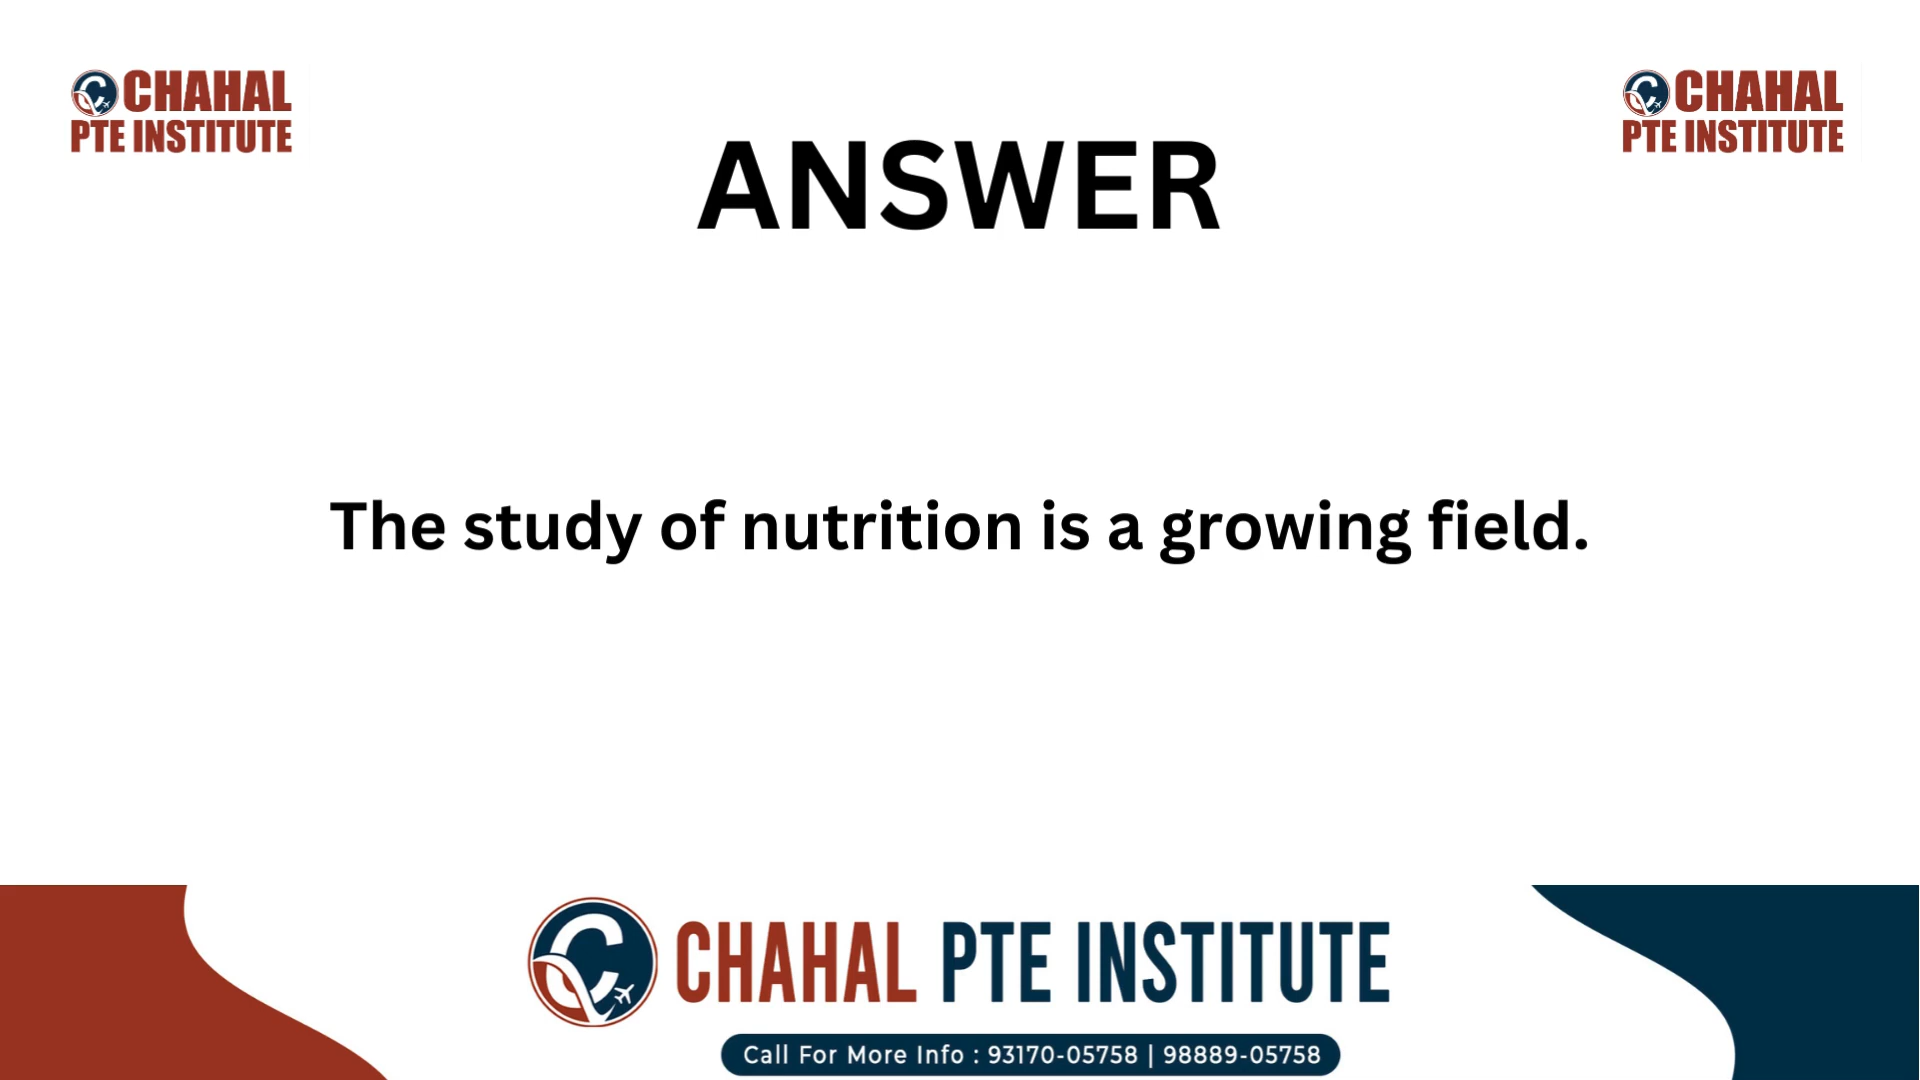 CHAHAL
PTE INSTITUTE
CHAHAL
PTE INSTITUTE
ANSWER
The study of nutrition is a growing field.
CHAHAL PTE INSTITUTE
Call For More Info : 93170-05758 | 98889-05758